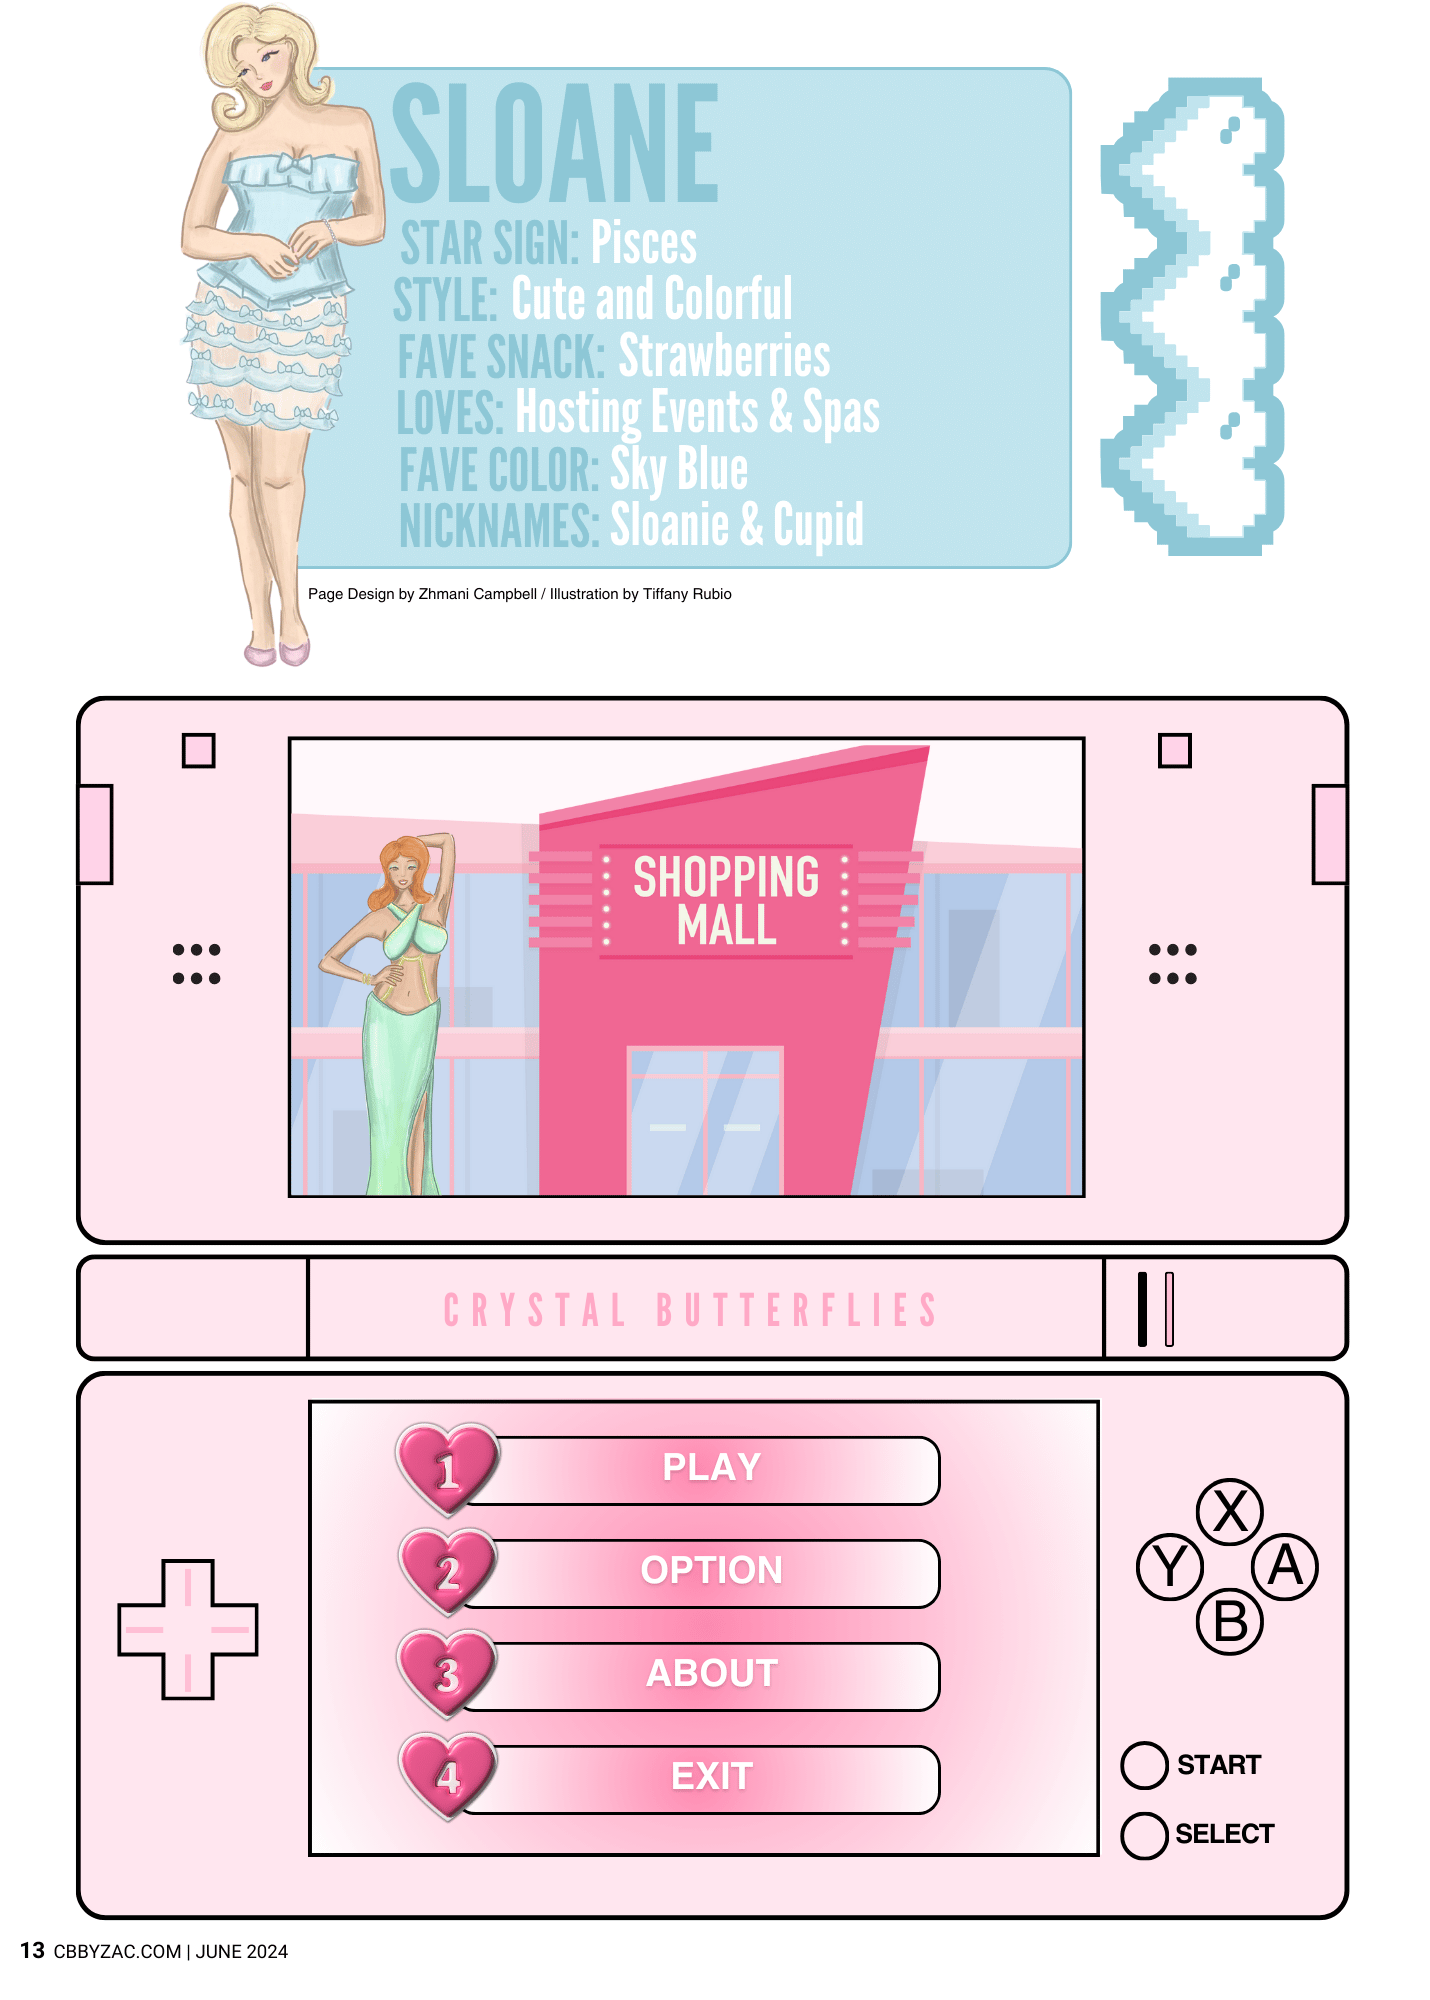 SLOANE
STAR SIGN: Pisces
STYLE: Cute and Colorful
FAVE SNACK: Strawberries
LOVES: Hosting Events & Spas
FAVE COLOR: Sky Blue
NICKNAMES: Sloanie & Cupid
Page Design by Zhmani Campbell / Illustration by Tiffany Rubio
SHOPPING
MALL
CRYSTAL BUTTERFLIES
1 PLAY
2 OPTION
3 ABOUT
4 EXIT
X
Y A
B
START
SELECT
13 CBBYZAC.COM | JUNE 2024